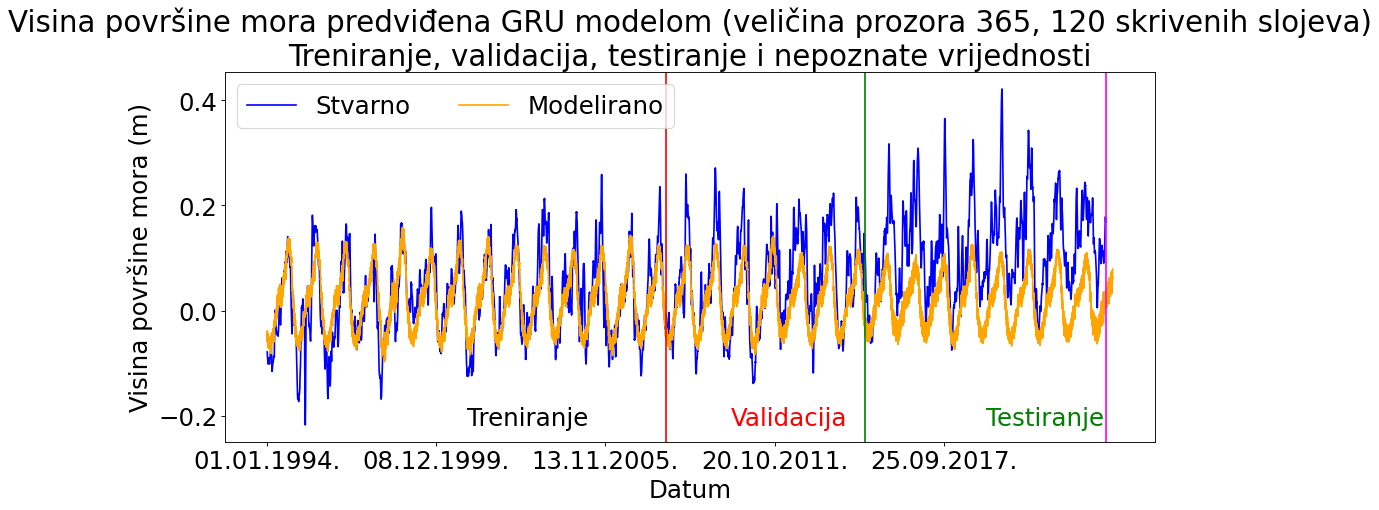 Visina površine mora predviđena GRU modelom (veličina prozora 365, 120 skrivenih slojeva)
Treniranje, validacija, testiranje i nepoznate vrijednosti
Stvarno Modelirano
Visina površine mora (m)
0.4
0.2
0.0
−0.2
Treniranje Validacija Testiranje
01.01.1994. 08.12.1999. 13.11.2005. 20.10.2011. 25.09.2017.
Datum